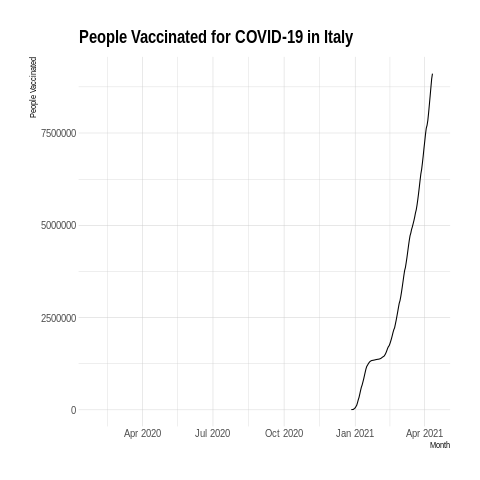 People Vaccinated for COVID-19 in Italy
People Vaccinated
7500000
5000000
2500000
0
Apr 2020 Jul 2020 Oct 2020 Jan 2021 Apr 2021
Month